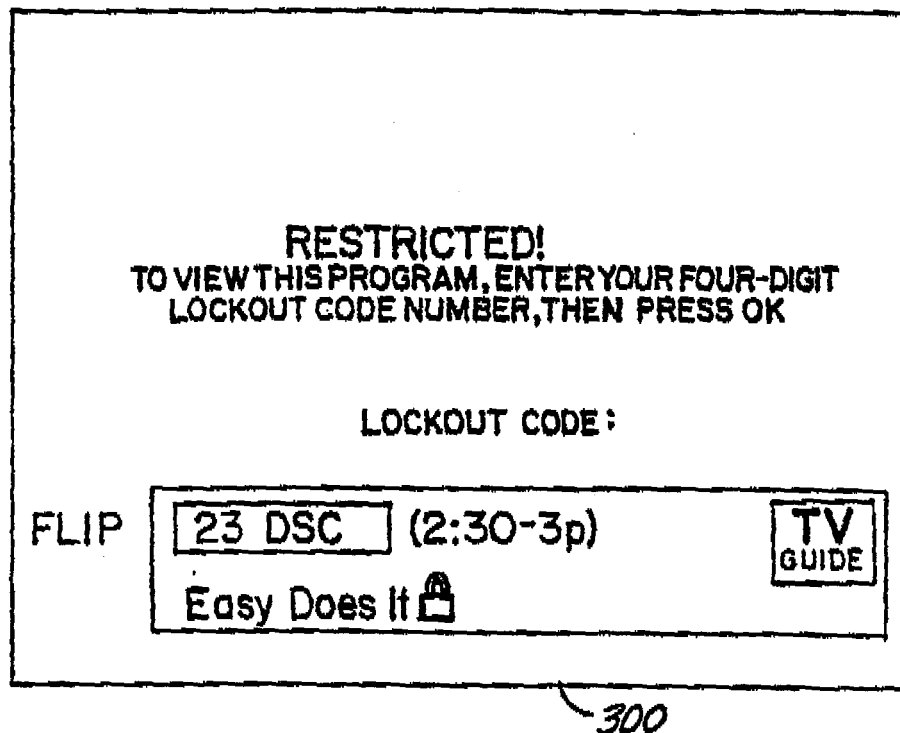 RESTRICTED!
TO VIEW THIS PROGRAM, ENTER YOUR FOUR-DIGIT
LOCKOUT CODE NUMBER, THEN PRESS OK
LOCKOUT CODE:
FLIP
23 DSC (2:30-3p)
TV
GUIDE
Easy Does It
300